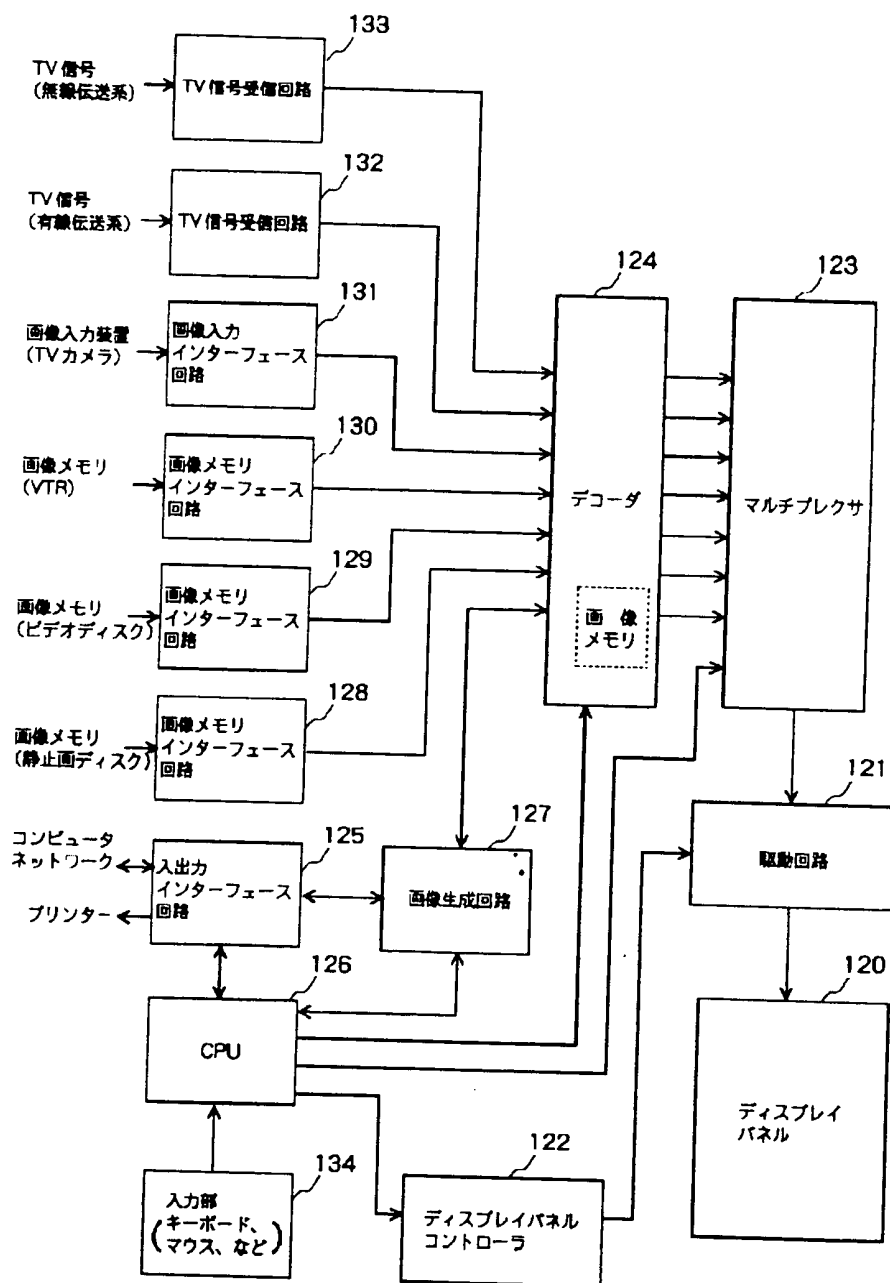 133
TV 信号
(無線伝送系)
TV 信号受信回路
132
TV 信号
(有線伝送系)
TV 信号受信回路
131
画像入力装置
(TV カメラ)
画像入力
インターフェース
回路
130
画像メモリ
(VTR)
画像メモリ
インターフェース
回路
129
画像メモリ
(ビデオディスク)
画像メモリ
インターフェース
回路
128
画像メモリ
(静止画ディスク)
画像メモリ
インターフェース
回路
124
デコーダ
画像
メモリ
123
マルチプレクサ
125
コンピュータ
ネットワーク
プリンター
入出力
インターフェース
回路
127
画像生成回路
121
駆動回路
126
CPU
120
ディスプレイ
パネル
134
入力部
(キーボード、
マウス、など)
122
ディスプレイパネル
コントローラ